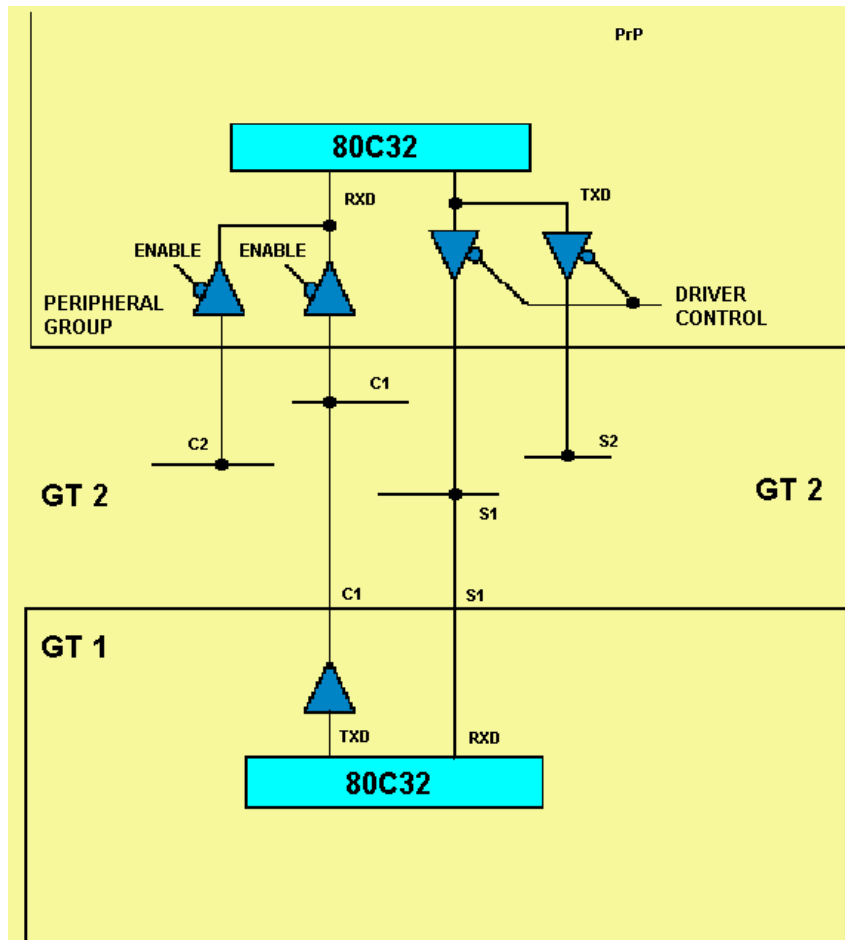 PrP
80C32
RXD
TXD
ENABLE
ENABLE
PERIPHERAL
GROUP
DRIVER
CONTROL
C1
C2
S2
GT 2
GT 2
S1
C1
S1
GT 1
TXD
RXD
80C32